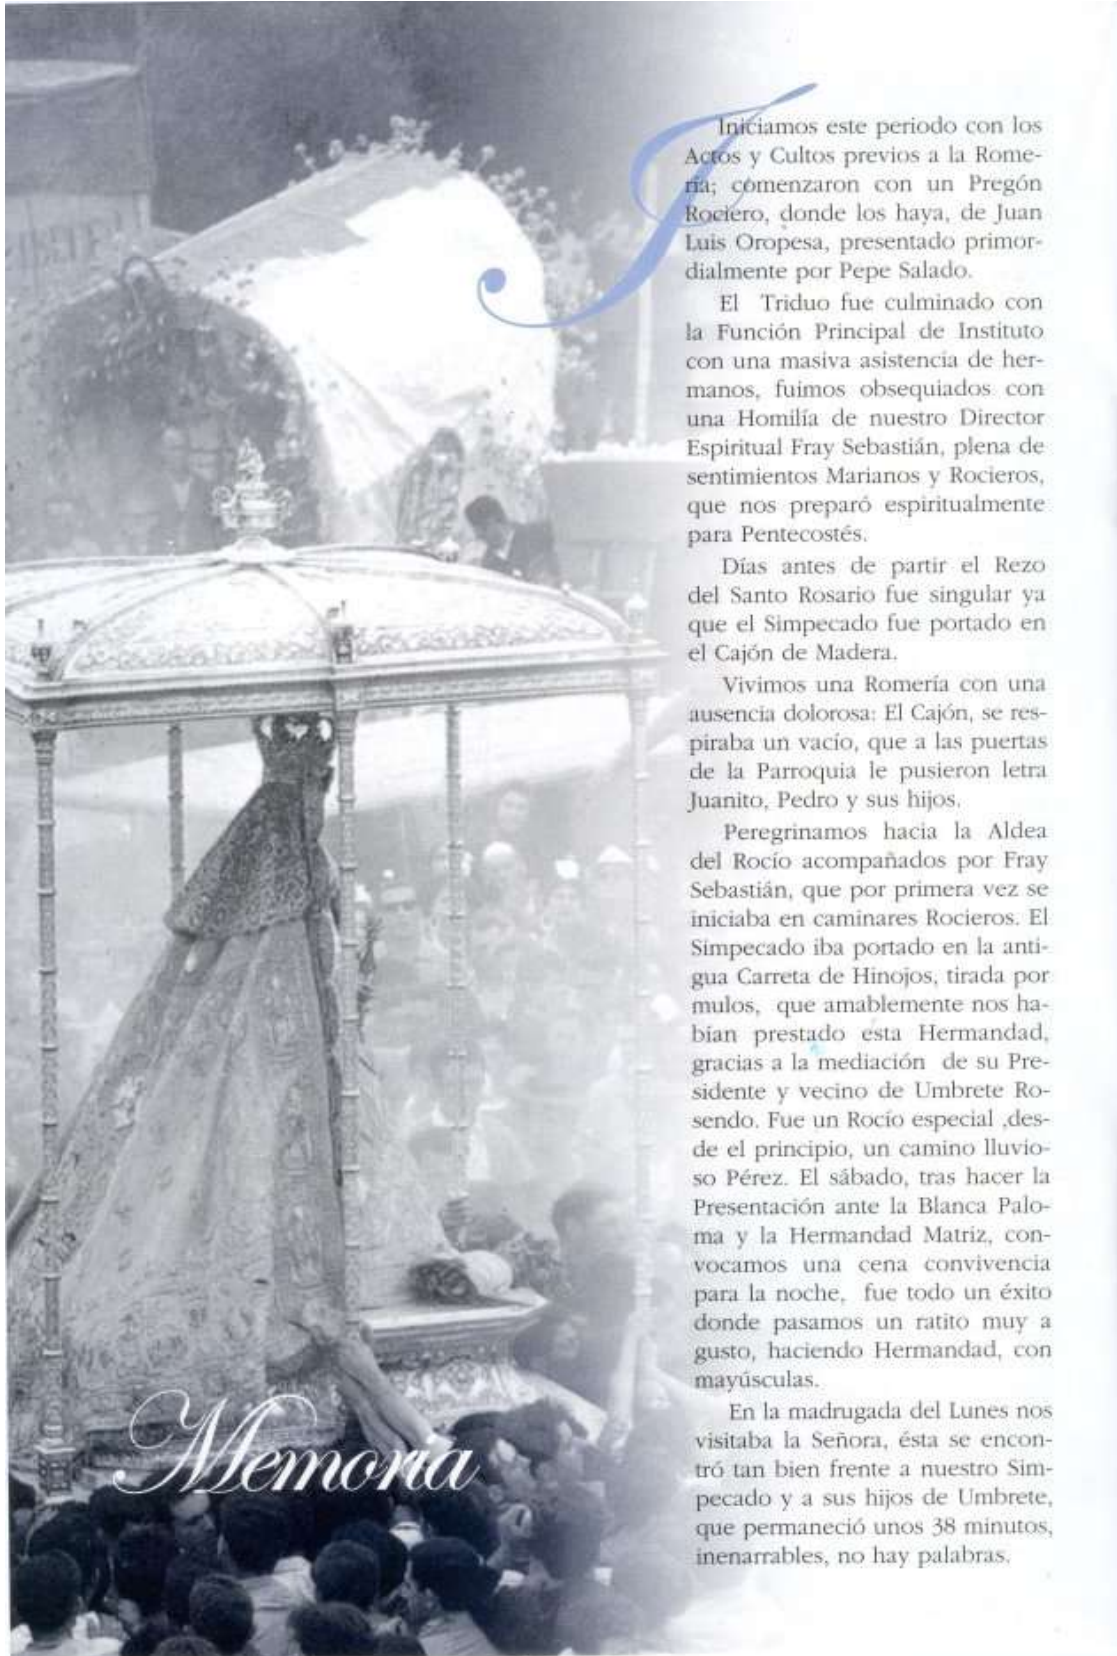 Iniciamos este periodo con los
Actos y Cultos previos a la Rome-
ría; comenzaron con un Pregón
Rociero, donde los haya, de Juan
Luis Oropesa, presentado primor-
dialmente por Pepe Salado.
El Triduo fue culminado con
la Función Principal de Instituto
con una masiva asistencia de her-
manos, fuimos obsequiados con
una Homilía de nuestro Director
Espiritual Fray Sebastián, plena de
sentimientos Marianos y Rocieros,
que nos preparó espiritualmente
para Pentecostés.
Días antes de partir el Rezo
del Santo Rosario fue singular ya
que el Simpecado fue portado en
el Cajón de Madera.
Vivimos una Romería con una
ausencia dolorosa: El Cajón, se res-
piraba un vacío, que a las puertas
de la Parroquia le pusieron letra
Juanito, Pedro y sus hijos.
Peregrinamos hacia la Aldea
del Rocío acompañados por Fray
Sebastián, que por primera vez se
iniciaba en caminares Rocieros. El
Simpecado iba portado en la anti-
gua Carreta de Hinojos, tirada por
mulos, que amablemente nos ha-
bían prestado esta Hermandad,
gracias a la mediación de su Pre-
sidente y vecino de Umbrete Ro-
sendo. Fue un Rocío especial ,des-
de el principio, un camino lluvio-
so Pérez. El sábado, tras hacer la
Presentación ante la Blanca Palo-
ma y la Hermandad Matriz, con-
vocamos una cena convivencia
para la noche, fue todo un éxito
donde pasamos un ratito muy a
gusto, haciendo Hermandad, con
mayúsculas.
En la madrugada del Lunes nos
visitaba la Señora, ésta se encon-
tró tan bien frente a nuestro Sim-
pecado y a sus hijos de Umbrete,
que permaneció unos 38 minutos,
inenarrables, no hay palabras.
Memoria